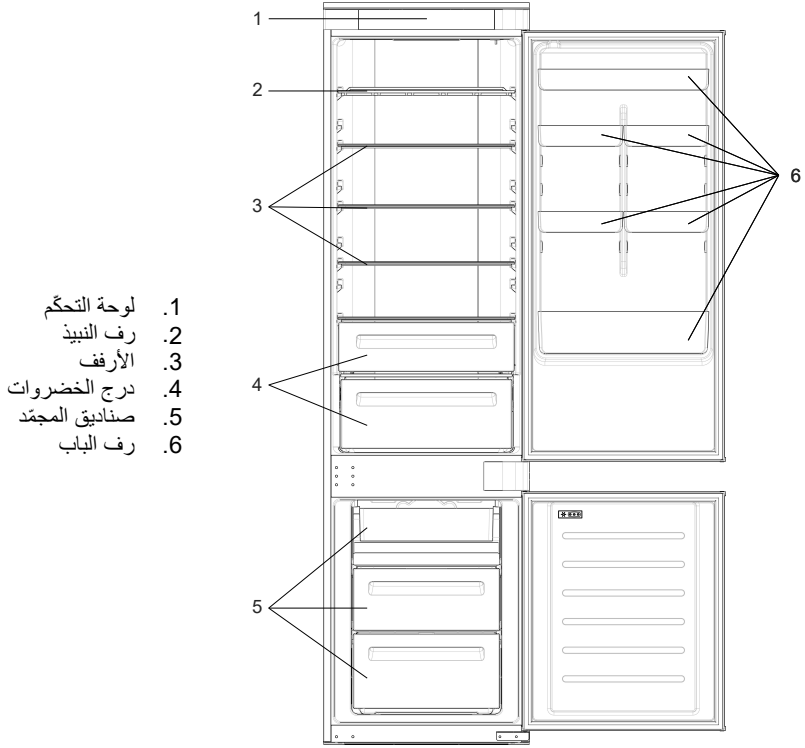 1
2
3
4
5
6
1. لوحة التحكّم
2. رف النبيذ
3. الأرفف
4. درج الخضروات
5. صناديق المجمّد
6. رف الباب